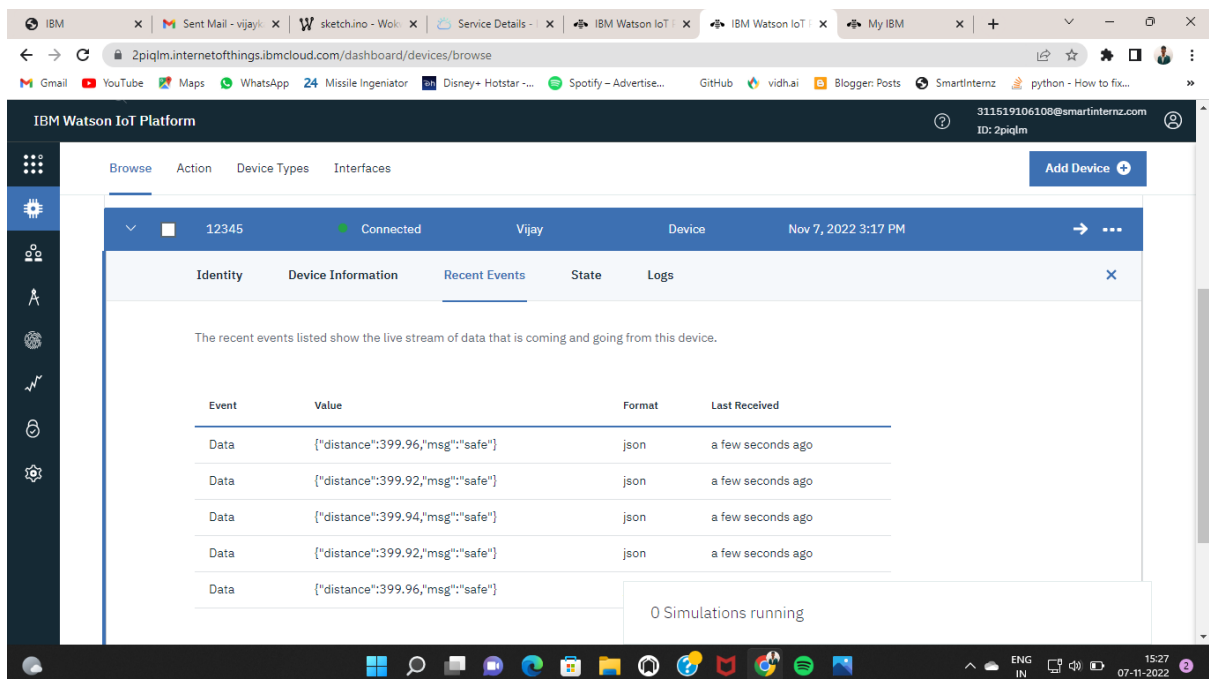 IBM
Sent Mail - vijayk
sketch.ino - Wok
Service Details - I
IBM Watson IoT P
IBM Watson IoT P
My IBM
2piqlm.internetofthings.ibmcloud.com/dashboard/devices/browse
Gmail YouTube Maps WhatsApp 24 Missile Ingeniator Disney+ Hotstar -... Spotify – Advertise... GitHub vidh.ai Blogger: Posts SmartInternz python - How to fix... »
IBM Watson IoT Platform
311519106108@smartinternz.com
ID: 2piqlm
Browse Action Device Types Interfaces
Add Device
12345 Connected Vijay Device Nov 7, 2022 3:17 PM
Identity Device Information Recent Events State Logs
The recent events listed show the live stream of data that is coming and going from this device.
Event Value Format Last Received
Data {"distance":399.96,"msg":"safe"} json a few seconds ago
Data {"distance":399.92,"msg":"safe"} json a few seconds ago
Data {"distance":399.94,"msg":"safe"} json a few seconds ago
Data {"distance":399.92,"msg":"safe"} json a few seconds ago
Data {"distance":399.96,"msg":"safe"}
0 Simulations running
ENG
IN
15:27
07-11-2022
2